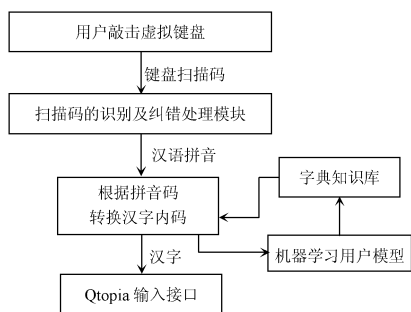 用户敲击虚拟键盘
键盘扫描码
扫描码的识别及纠错处理模块
汉语拼音
字典知识库
根据拼音码
转换汉字内码
机器学习用户模型
汉字
Qtopia 输入接口